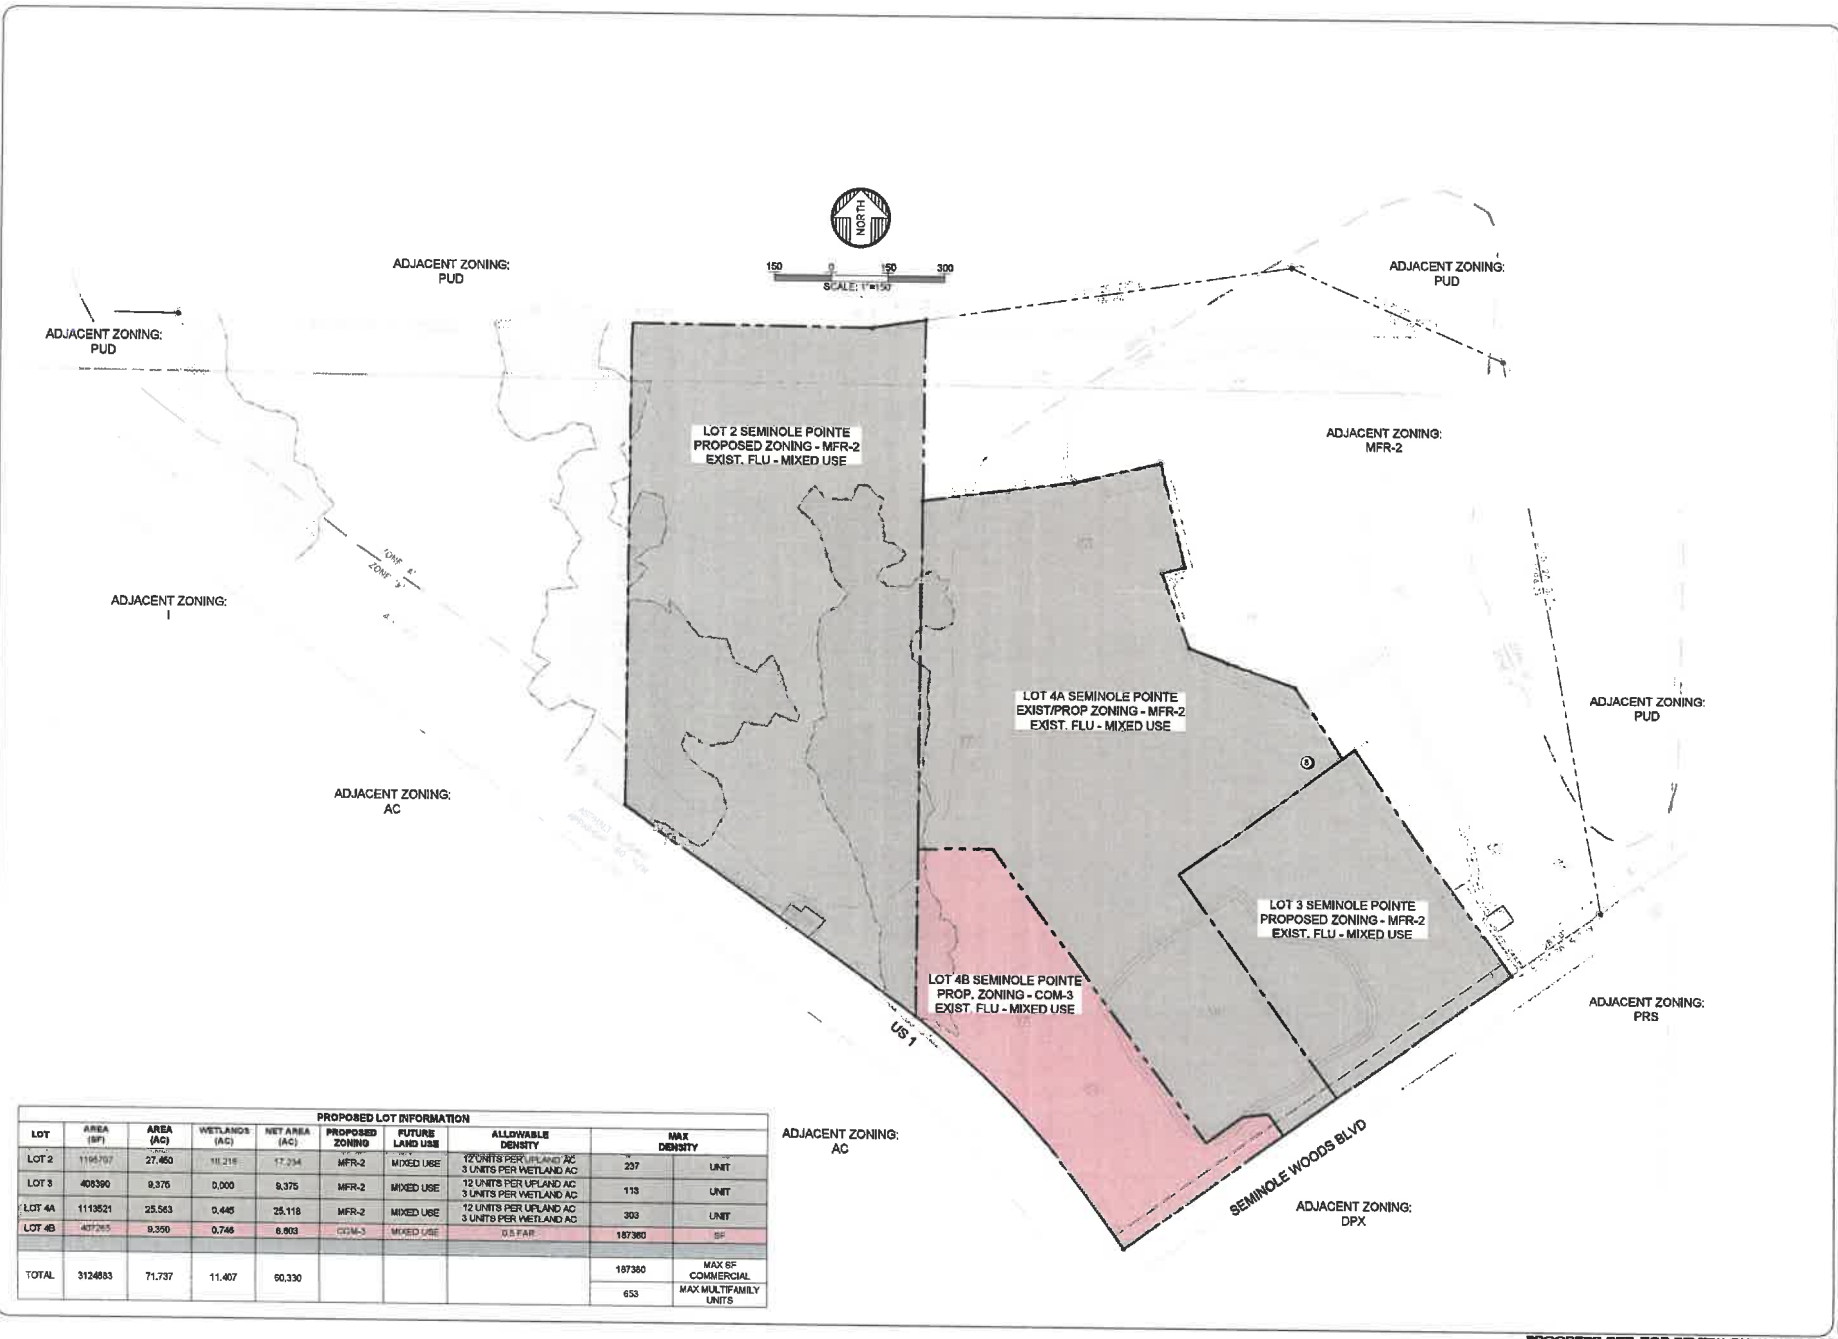 NORTH
150 0 150 300
SCALE: 1"=150'
ADJACENT ZONING:
PUD
ADJACENT ZONING:
PUD
ADJACENT ZONING:
PUD
LOT 2 SEMINOLE POINTE
PROPOSED ZONING - MFR-2
EXIST. FLU - MIXED USE
ADJACENT ZONING:
MFR-2
ADJACENT ZONING:
I
LOT 4A SEMINOLE POINTE
EXIST/PROP ZONING - MFR-2
EXIST. FLU - MIXED USE
ADJACENT ZONING:
PUD
8
ADJACENT ZONING:
AC
LOT 3 SEMINOLE POINTE
PROPOSED ZONING - MFR-2
EXIST. FLU - MIXED USE
LOT 4B SEMINOLE POINTE
PROP. ZONING - COM-3
EXIST. FLU - MIXED USE
US 1
ADJACENT ZONING:
PRS
SEMINOLE WOODS BLVD
ADJACENT ZONING:
AC
ADJACENT ZONING:
DPX
PROPOSED LOT INFORMATION
LOT AREA (SF) AREA (AC) WETLANDS (AC) NET AREA (AC) PROPOSED ZONING FUTURE LAND USE ALLOWABLE DENSITY MAX DENSITY
LOT 2 27.460 MFR-2 MIXED USE 12 UNITS PER UPLAND AC 3 UNITS PER WETLAND AC 237 UNIT
LOT 3 408390 9.375 0.000 9.375 MFR-2 MIXED USE 12 UNITS PER UPLAND AC 3 UNITS PER WETLAND AC 113 UNIT
LOT 4A 1113521 25.563 0.445 25.118 MFR-2 MIXED USE 12 UNITS PER UPLAND AC 3 UNITS PER WETLAND AC 303 UNIT
LOT 4B 9.350 0.746 8.603 COM-3 MIXED USE 0.5 FAR 187360 SF
TOTAL 3124883 71.737 11.407 60.330 187360 MAX SF COMMERCIAL
653 MAX MULTIFAMILY UNITS